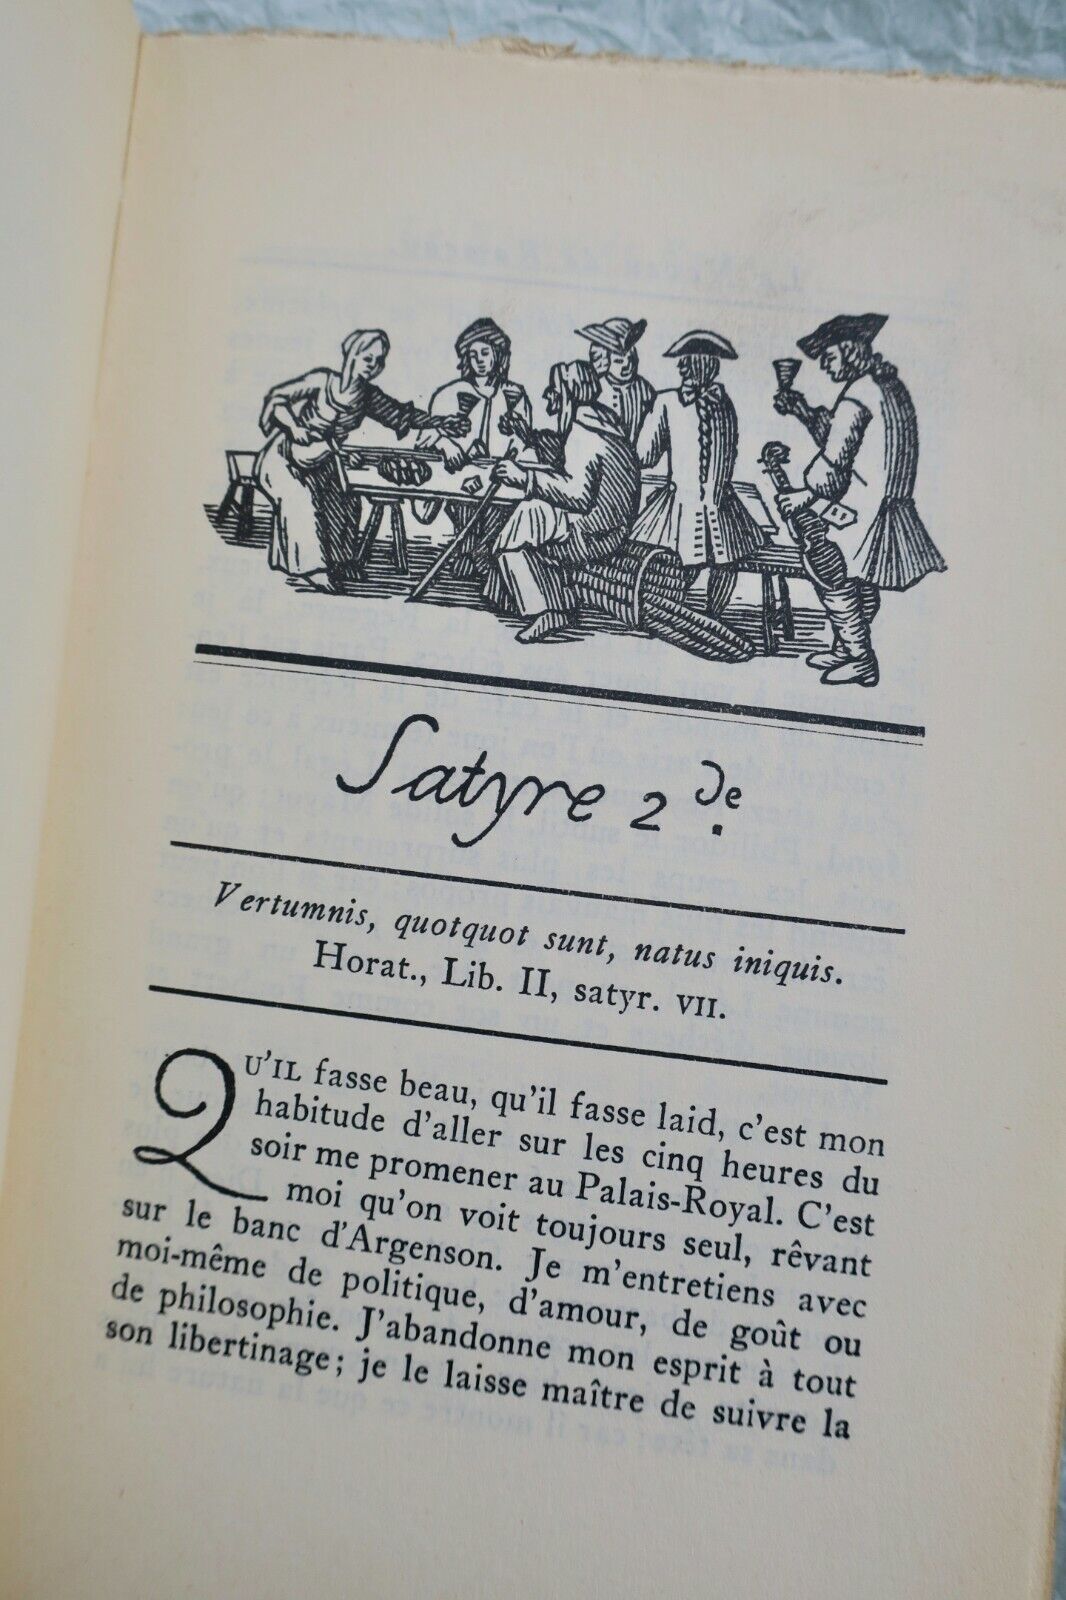 Satyre 2de.
Vertumnis, quotquot sunt, natus iniquis.
Horat., Lib. II, satyr. VII.
QU'IL fasse beau, qu'il fasse laid, c'est mon
habitude d'aller sur les cinq heures du
soir me promener au Palais-Royal. C'est
moi qu'on voit toujours seul, rêvant
sur le banc d'Argenson. Je m'entretiens avec
moi-même de politique, d'amour, de goût ou
de philosophie. J'abandonne mon esprit à tout
son libertinage; je le laisse maître de suivre la